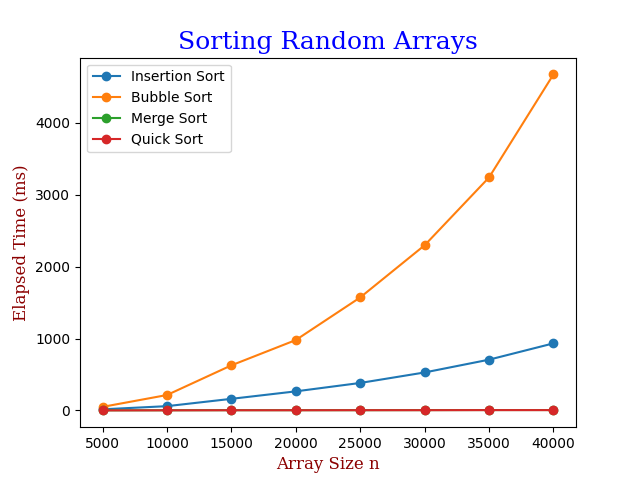 Sorting Random Arrays
Insertion Sort
Bubble Sort
Merge Sort
Quick Sort
Elapsed Time (ms)
4000
3000
2000
1000
0
5000 10000 15000 20000 25000 30000 35000 40000
Array Size n